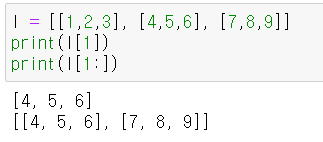 l = [[1,2,3], [4,5,6], [7,8,9]]
print(l[1])
print(l[1:])
[4, 5, 6]
[[4, 5, 6], [7, 8, 9]]